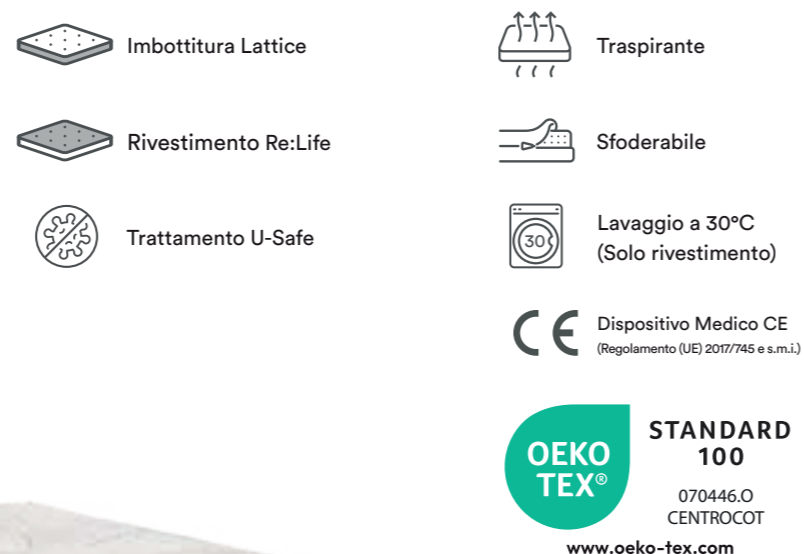 Imbottitura Lattice
Rivestimento Re:Life
Trattamento U-Safe
Traspirante
Sfoderabile
30
Lavaggio a 30°C
(Solo rivestimento)
CE
Dispositivo Medico CE
(Regolamento (UE) 2017/745 e s.m.i.)
OEKO
TEX®
STANDARD
100
070446.O
CENTROCOT
www.oeko-tex.com